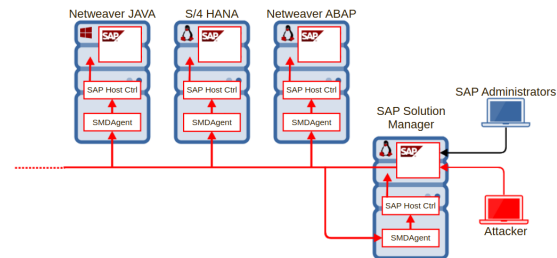 Netweaver JAVA
S/4 HANA
Netweaver ABAP
SAP
SAP
SAP
SAP Host Ctrl
SAP Host Ctrl
SAP Host Ctrl
SMDAgent
SMDAgent
SMDAgent
SAP Administrators
SAP Solution
Manager
SAP
SAP Host Ctrl
SMDAgent
Attacker